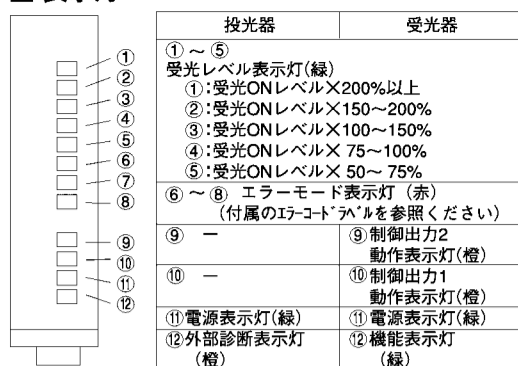 ①
②
③
④
⑤
⑥
⑦
⑧
⑨
⑩
⑪
⑫
投光器 受光器
① ～ ⑤
受光レベル表示灯(緑)
①:受光ONレベル×200%以上
②:受光ONレベル×150～200%
③:受光ONレベル×100～150%
④:受光ONレベル× 75～100%
⑤:受光ONレベル× 50～ 75%
⑥ ～ ⑧ エラーモード表示灯 (赤)
(付属のエラーコードラベルを参照ください)
⑨ － ⑨制御出力2
動作表示灯(橙)
⑩ － ⑩制御出力1
動作表示灯(橙)
⑪電源表示灯(緑) ⑪電源表示灯(緑)
⑫外部診断表示灯 ⑫機能表示灯
(橙) (緑)